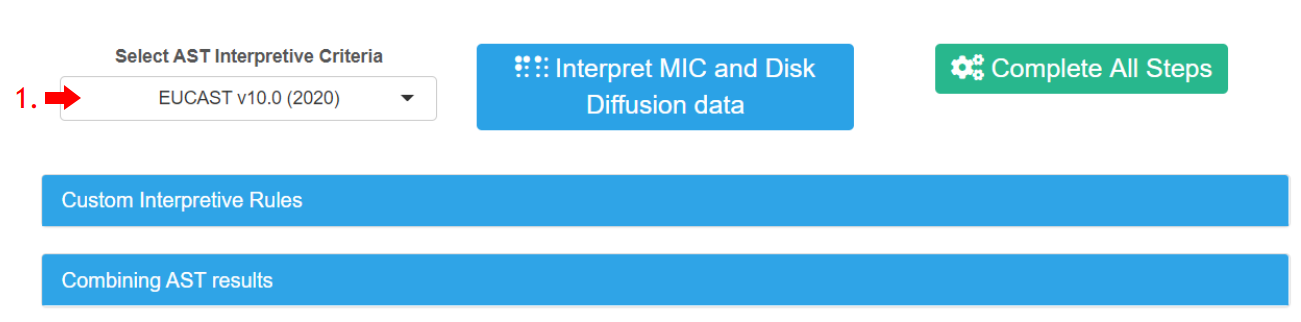 Select AST Interpretive Criteria
1.
EUCAST v10.0 (2020)
Interpret MIC and Disk
Diffusion data
Complete All Steps
Custom Interpretive Rules
Combining AST results